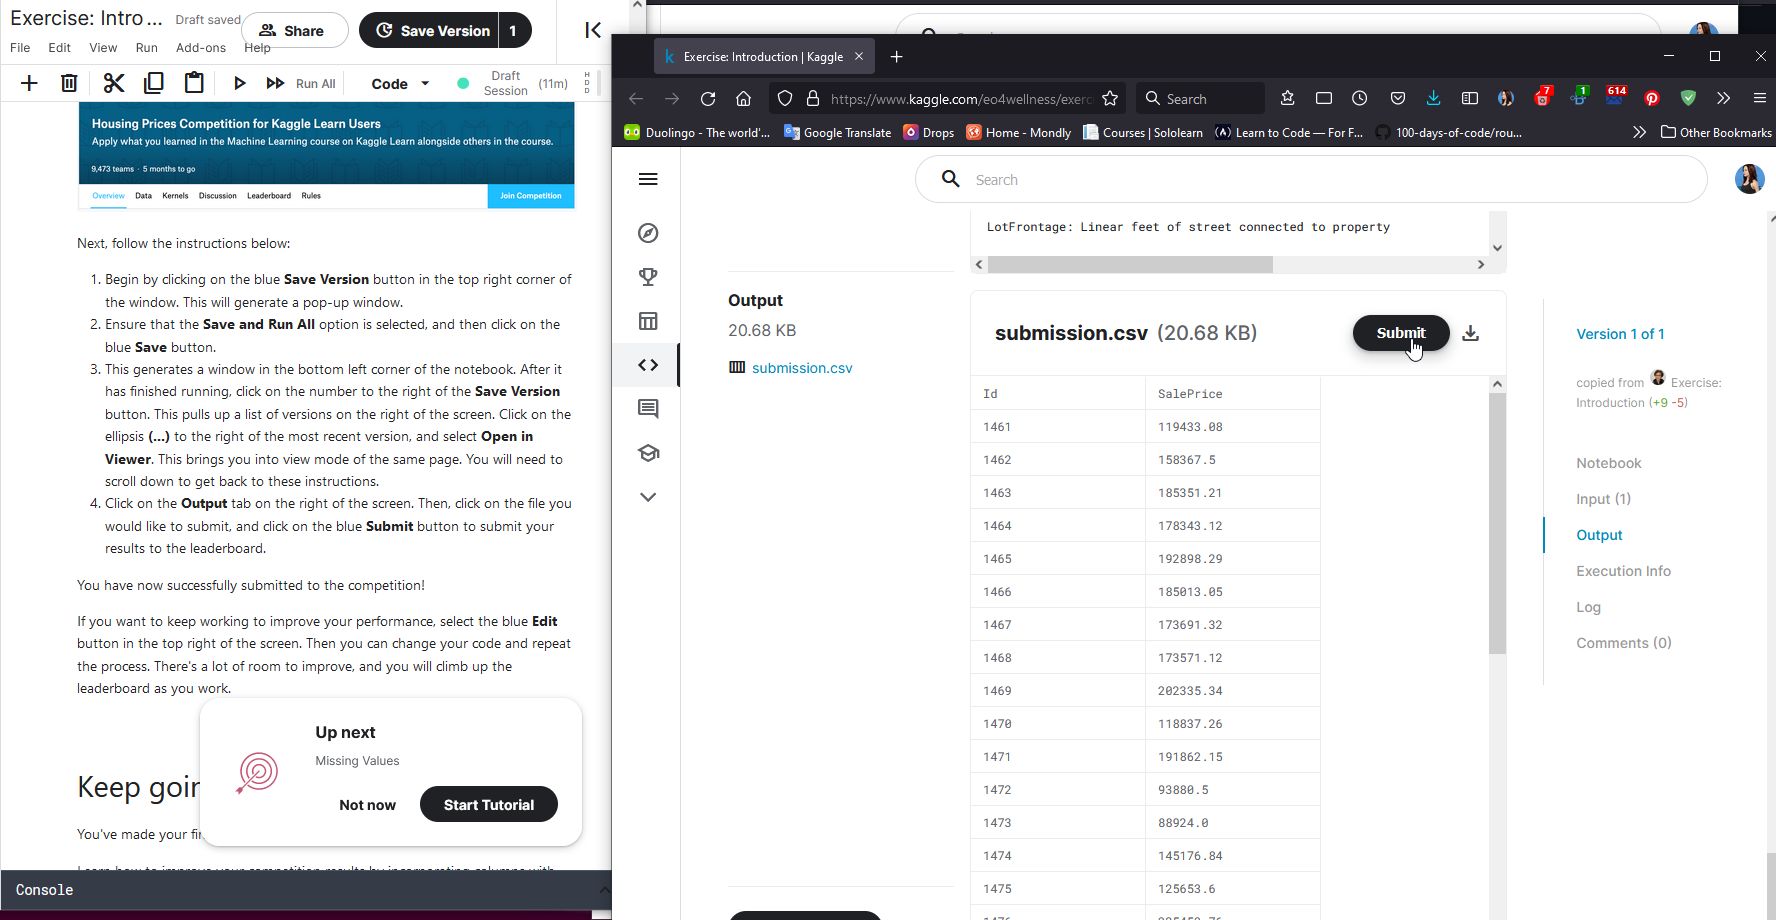 Exercise: Intro ...
Draft saved
Share
Save Version
1
File
Edit
View
Run
Add-ons
Help
Run All
Code
Draft
Session
(11m)
H
D
D
Housing Prices Competition for Kaggle Learn Users
Apply what you learned in the Machine Learning course on Kaggle Learn alongside others in the course.
9,473 teams · 5 months to go
Overview
Data
Kernels
Discussion
Leaderboard
Rules
Join Competition
Next, follow the instructions below:
1. Begin by clicking on the blue Save Version button in the top right corner of
the window. This will generate a pop-up window.
2. Ensure that the Save and Run All option is selected, and then click on the
blue Save button.
3. This generates a window in the bottom left corner of the notebook. After it
has finished running, click on the number to the right of the Save Version
button. This pulls up a list of versions on the right of the screen. Click on the
ellipsis (...) to the right of the most recent version, and select Open in
Viewer. This brings you into view mode of the same page. You will need to
scroll down to get back to these instructions.
4. Click on the Output tab on the right of the screen. Then, click on the file you
would like to submit, and click on the blue Submit button to submit your
results to the leaderboard.
You have now successfully submitted to the competition!
If you want to keep working to improve your performance, select the blue Edit
button in the top right of the screen. Then you can change your code and repeat
the process. There's a lot of room to improve, and you will climb up the
leaderboard as you work.
Up next
Missing Values
Not now
Start Tutorial
Keep goin
You've made your fir
Learn how to improve your competition results by incorporating columns with
Console
k
Exercise: Introduction | Kaggle
https://www.kaggle.com/eo4wellness/exerc
Search
7
1
614
Duolingo - The world'...
Google Translate
Drops
Home - Mondly
Courses | Sololearn
Learn to Code — For F...
100-days-of-code/rou...
Other Bookmarks
Search
LotFrontage: Linear feet of street connected to property
Output
20.68 KB
submission.csv
submission.csv (20.68 KB)
Submit
Id
SalePrice
1461
119433.08
1462
158367.5
1463
185351.21
1464
178343.12
1465
192898.29
1466
185013.05
1467
173691.32
1468
173571.12
1469
202335.34
1470
118837.26
1471
191862.15
1472
93880.5
1473
88924.0
1474
145176.84
1475
125653.6
Version 1 of 1
copied from
Exercise:
Introduction (+9 -5)
Notebook
Input (1)
Output
Execution Info
Log
Comments (0)